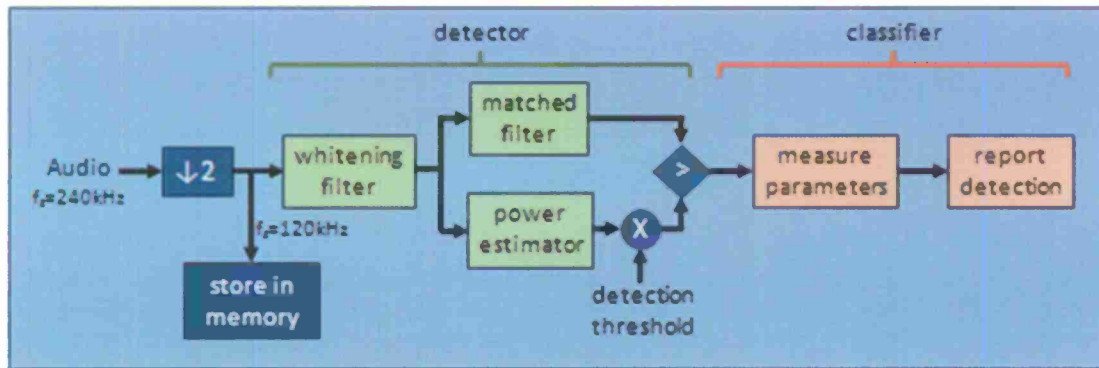 detector
classifier
Audio
fs=240kHz
↓2
fs=120kHz
store in
memory
whitening
filter
matched
filter
power
estimator
>
X
detection
threshold
measure
parameters
report
detection